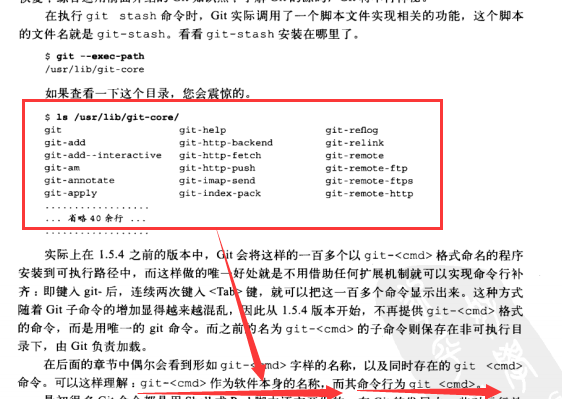 在执行 git stash 命令时,Git 实际调用了一个脚本文件实现相关的功能,这个脚本
的文件名就是 git-stash。看看 git-stash 安装在哪里了。
$ git --exec-path
/usr/lib/git-core
如果查看一下这个目录,您会震惊的。
$ ls /usr/lib/git-core/
git git-help git-reflog
git-add git-http-backend git-relink
git-add--interactive git-http-fetch git-remote
git-am git-http-push git-remote-ftp
git-annotate git-imap-send git-remote-ftps
git-apply git-index-pack git-remote-http
..................
... 省略 40 余行 ...
..................
实际上在 1.5.4 之前的版本中,Git 会将这样的一百多个以 git-<cmd> 格式命名的程序
安装到可执行路径中,而这样做的唯一好处就是不用借助任何扩展机制就可以实现命令行补
齐:即键入 git- 后,连续两次键入 <Tab> 键,就可以把这一百多个命令显示出来。这种方式
随着 Git 子命令的增加显得越来越混乱,因此从 1.5.4 版本开始,不再提供 git-<cmd> 格式
的命令,而是用唯一的 git 命令。而之前的名为 git-<cmd> 的子命令则保存在非可执行目
录下,由 Git 负责加载。
在后面的章节中偶尔会看到形如 git-<cmd> 字样的名称,以及同时存在的 git <cmd>
命令。可以这样理解:git-<cmd> 作为软件本身的名称,而其命令行为 git <cmd>。